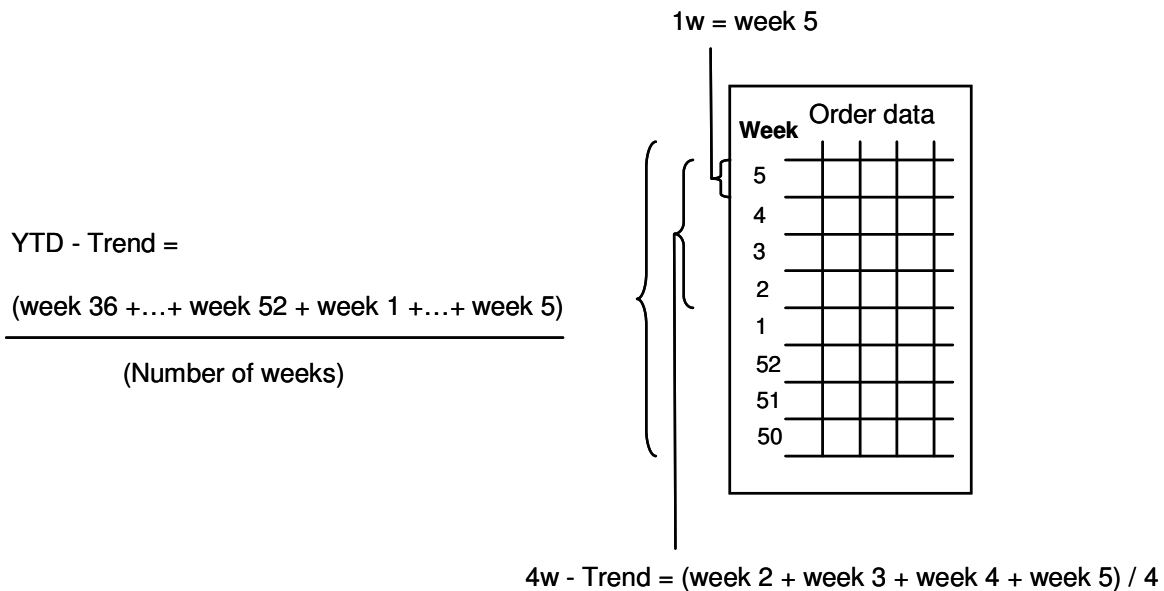 1w = week 5
Order data
Week
5
4
3
2
1
52
51
50
YTD - Trend =
(week 36 +…+ week 52 + week 1 +…+ week 5)
(Number of weeks)
4w - Trend = (week 2 + week 3 + week 4 + week 5) / 4